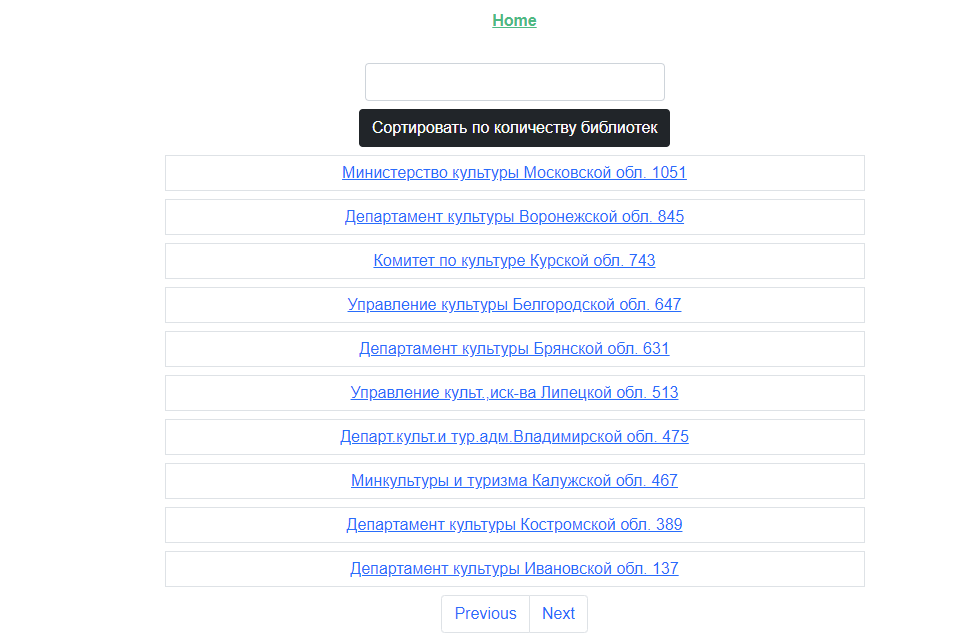 Home
Сортировать по количеству библиотек
Министерство культуры Московской обл. 1051
Департамент культуры Воронежской обл. 845
Комитет по культуре Курской обл. 743
Управление культуры Белгородской обл. 647
Департамент культуры Брянской обл. 631
Управление культ.,иск-ва Липецкой обл. 513
Департ.культ.и тур.адм.Владимирской обл. 475
Минкультуры и туризма Калужской обл. 467
Департамент культуры Костромской обл. 389
Департамент культуры Ивановской обл. 137
Previous Next